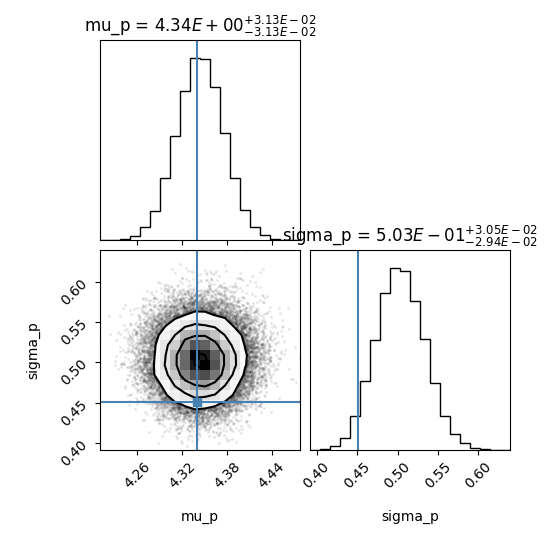 mu_p = 4.34E + 00^{+3.13E-02}_{-3.13E-02}
sigma_p = 5.03E - 01^{+3.05E-02}_{-2.94E-02}
sigma_p
0.60
0.55
0.50
0.45
0.40
4.26 4.32 4.38 4.44
mu_p
0.40 0.45 0.50 0.55 0.60
sigma_p